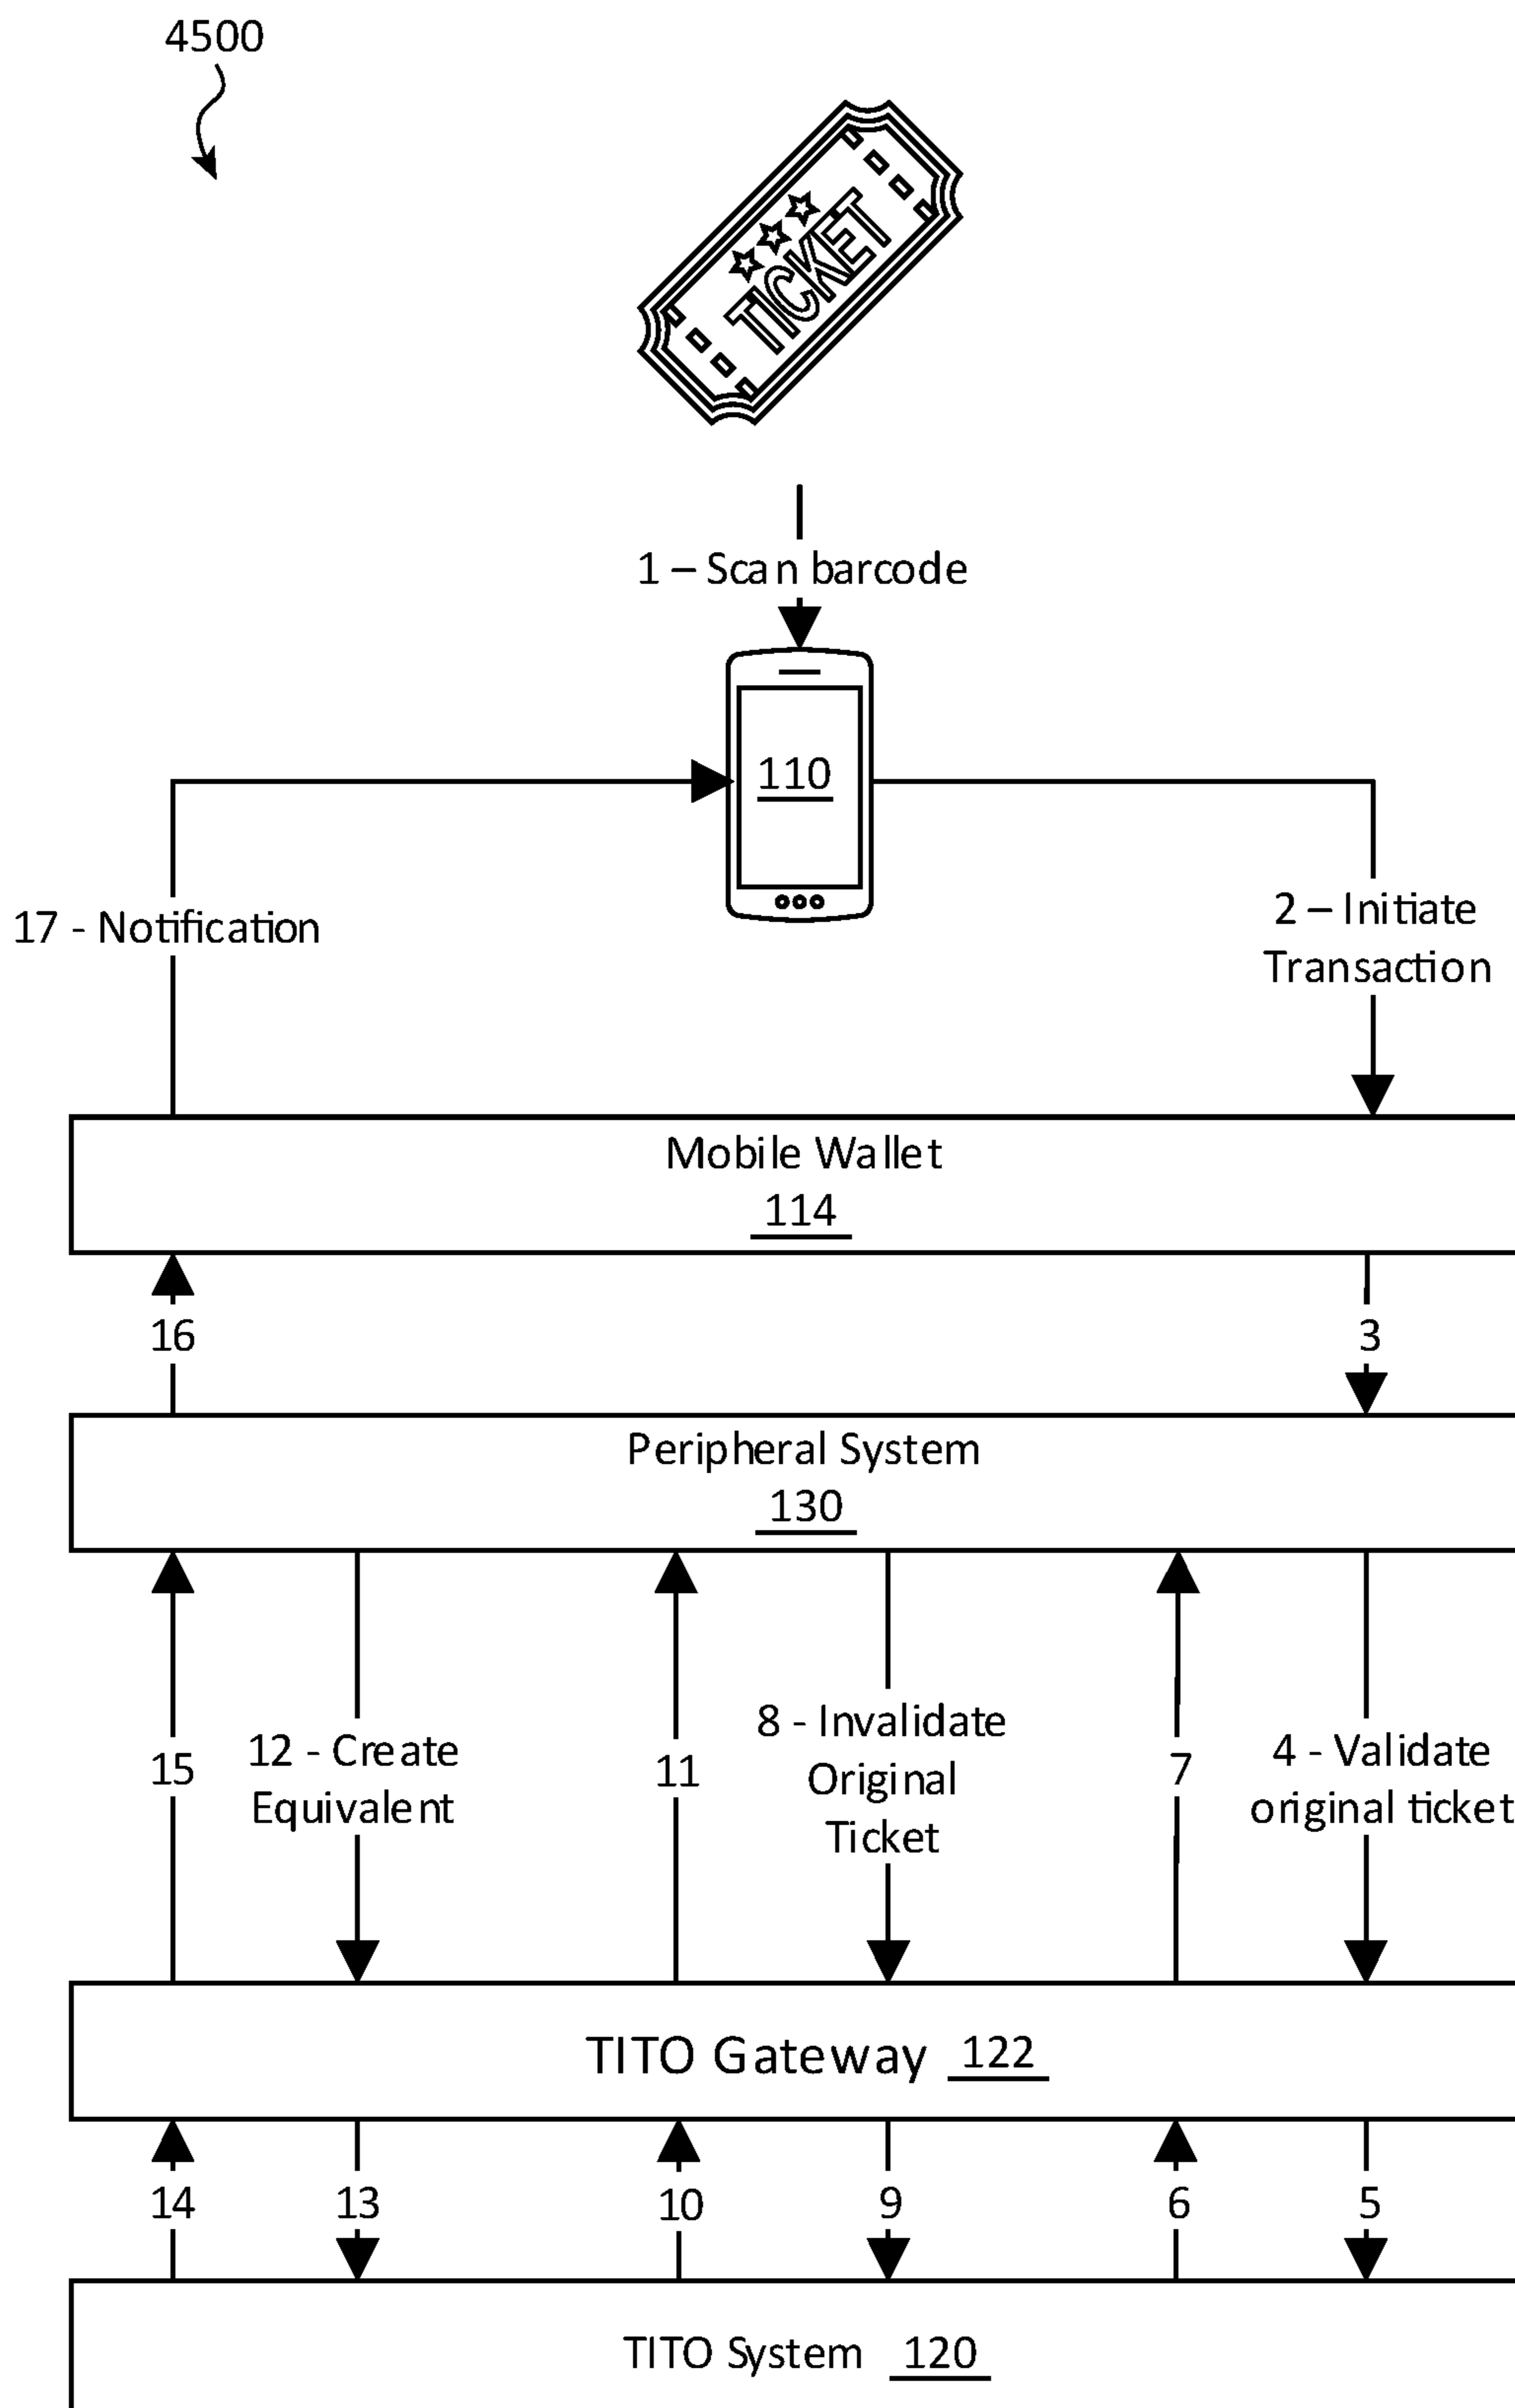 4500
TICKET
1 – Scan barcode
110
17 - Notification
2 – Initiate
Transaction
Mobile Wallet
114
16
3
Peripheral System
130
15
12 - Create
Equivalent
11
8 - Invalidate
Original
Ticket
7
4 - Validate
original ticket
TITO Gateway 122
14
13
10
9
6
5
TITO System 120